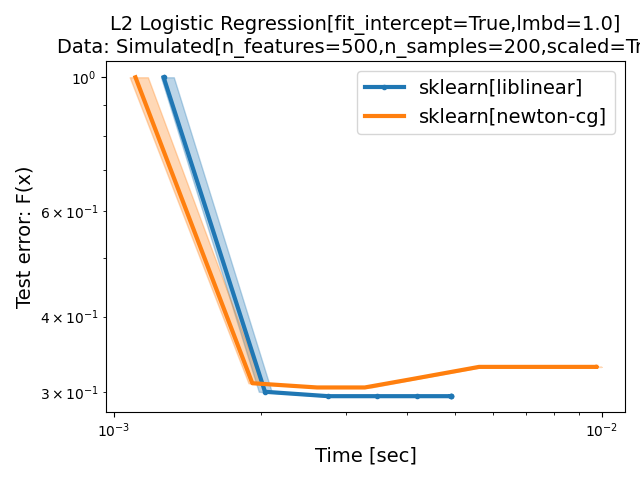 L2 Logistic Regression[fit_intercept=True,lmbd=1.0]
Data: Simulated[n_features=500,n_samples=200,scaled=Tr
sklearn[liblinear]
sklearn[newton-cg]
Test error: F(x)
10⁰
6 × 10⁻¹
4 × 10⁻¹
3 × 10⁻¹
10⁻³
10⁻²
Time [sec]